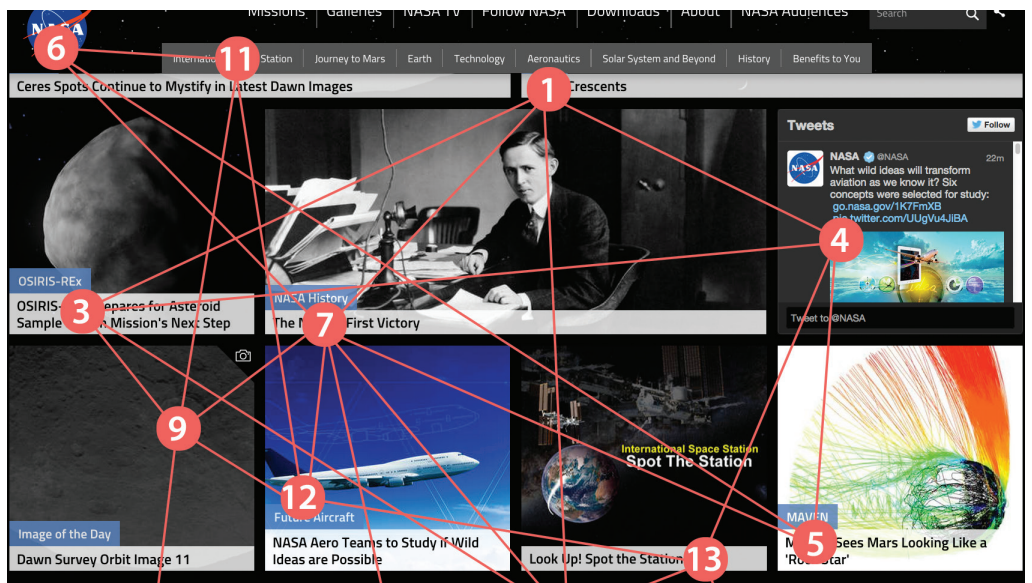 Missions Galleries NASA TV Follow NASA Downloads About NASA Audiences Search
NASA
6
11
Station Journey to Mars Earth Technology Aeronautics Solar System and Beyond History Benefits to You
Ceres Spots Continue to Mystify in Latest Dawn Images
1
Crescents
Tweets Follow
NASA @NASA 22m
What wild ideas will transform
aviation as we know it? Six
concepts were selected for study:
go.nasa.gov/1K7FmXB
pic.twitter.com/UUgVu4JIBA
4
Tweet to @NASA
OSIRIS-REx
3
for Asteroid
Sample Mission's Next Step
NASA History
7
The First Victory
9
Image of the Day
Dawn Survey Orbit Image 11
12
Future Aircraft
NASA Aero Teams to Study if Wild
Ideas are Possible
International Space Station
Spot The Station
Look Up! Spot the Station
13
MAVEN
5
Sees Mars Looking Like a